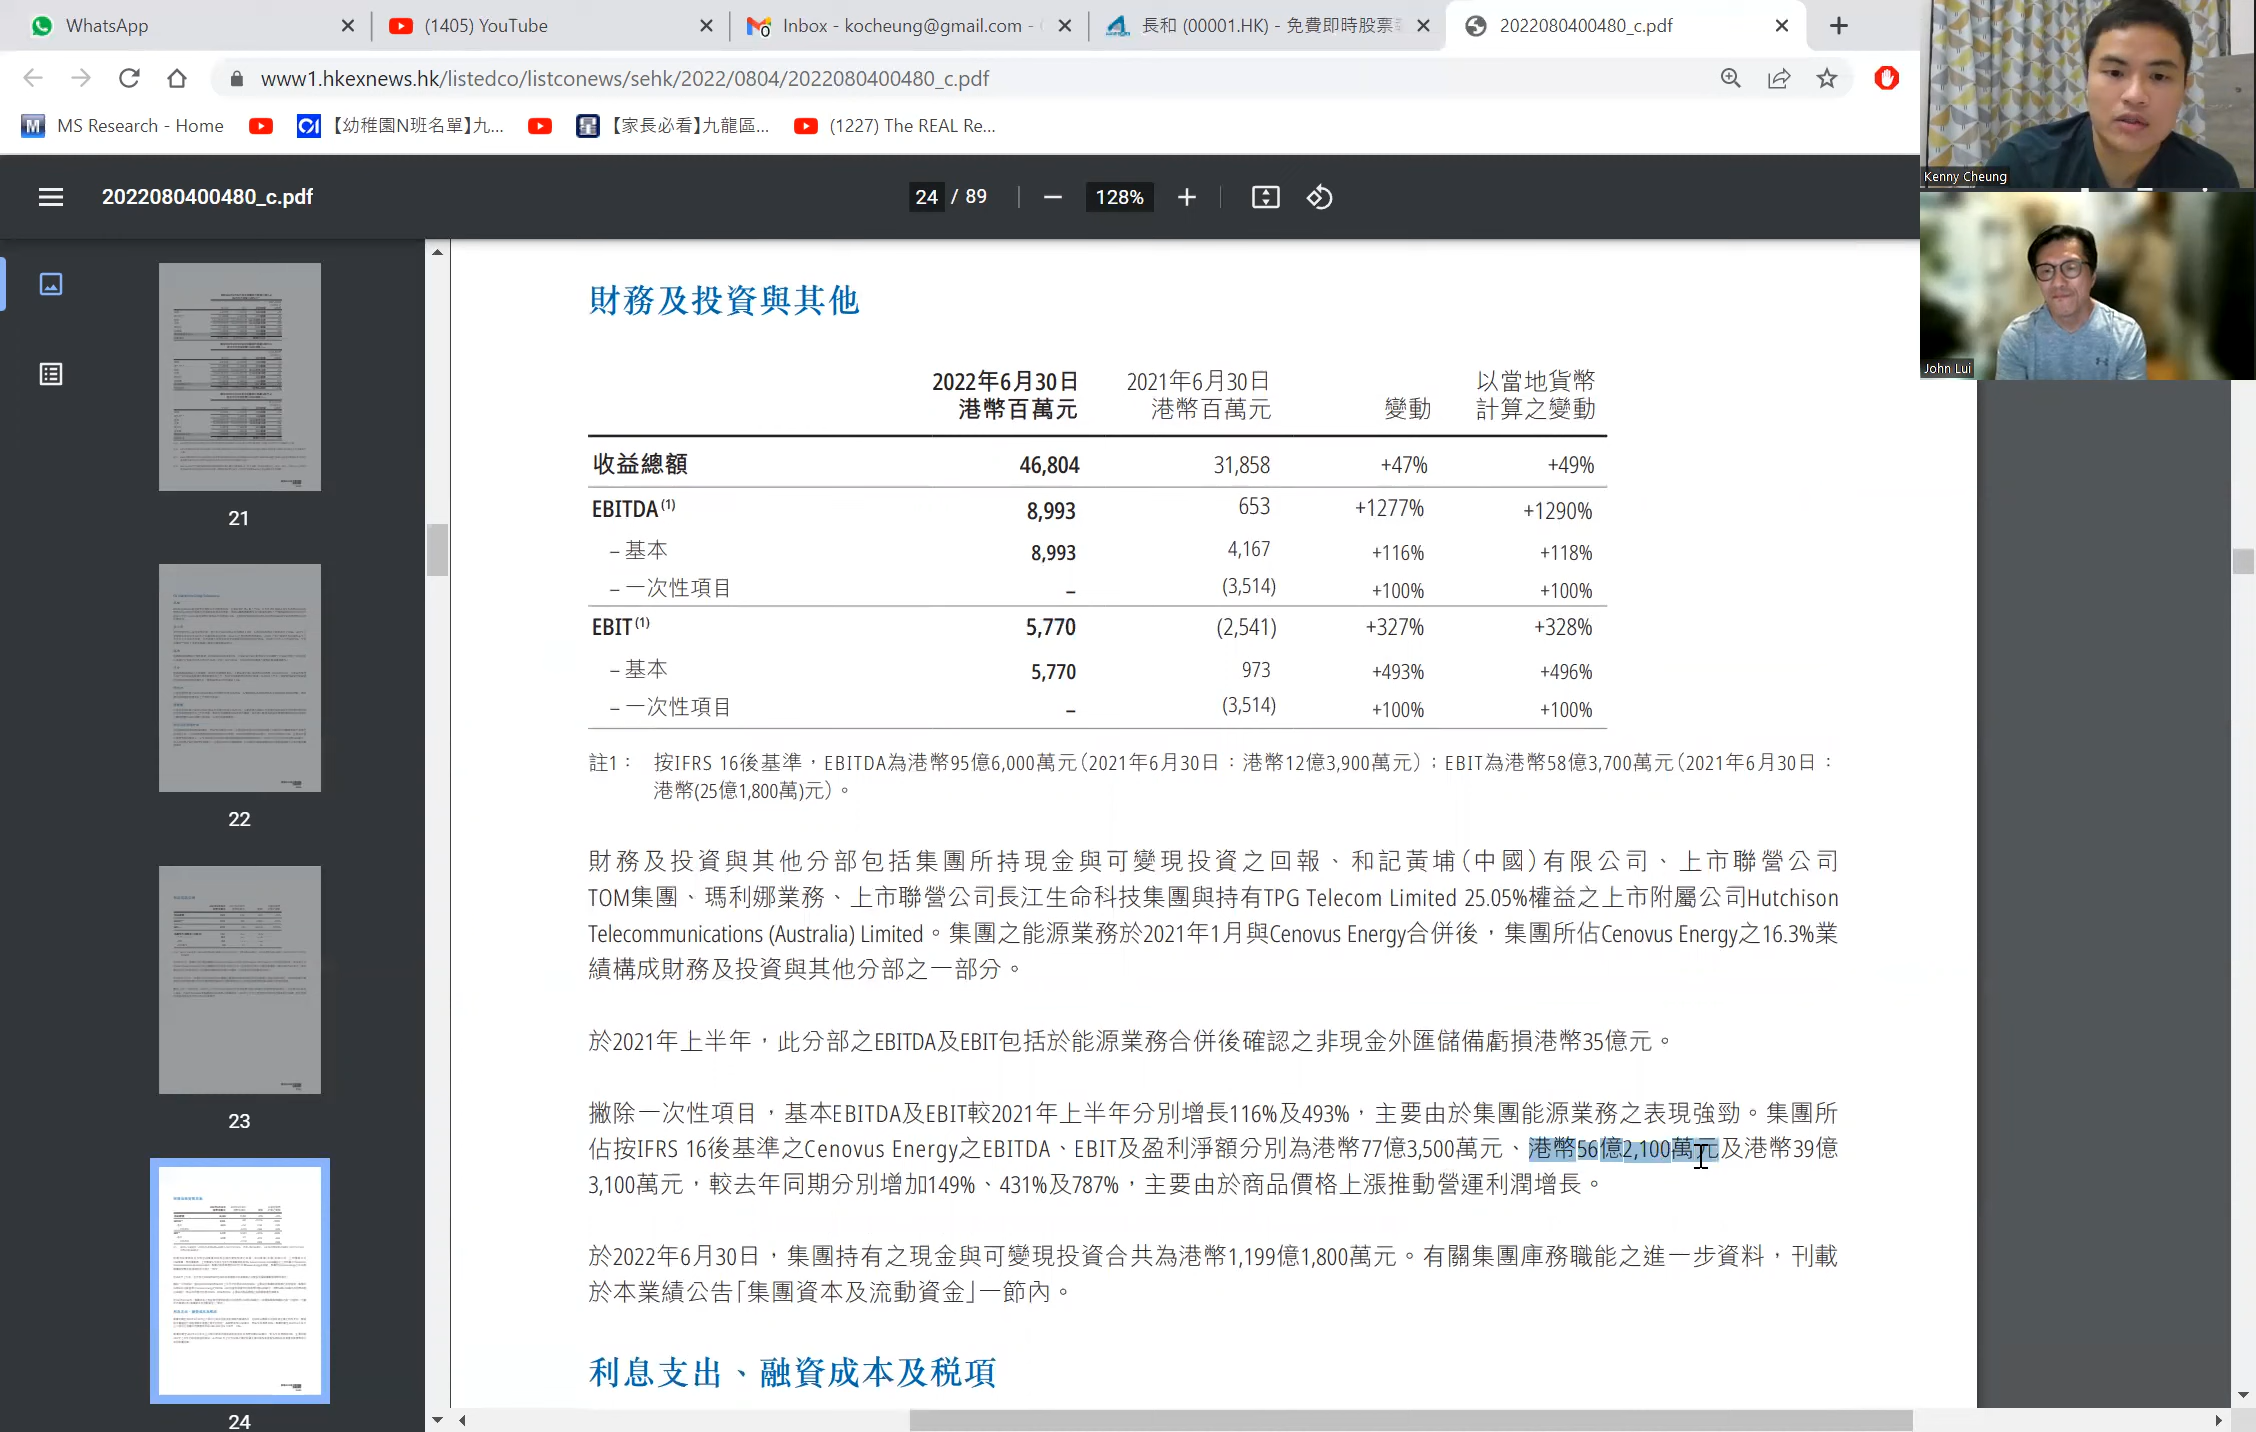 WhatsApp
(1405) YouTube
Inbox - kocheung@gmail.com -
長和 (00001.HK) - 免費即時股票
2022080400480_c.pdf
www1.hkexnews.hk/listedco/listconews/sehk/2022/0804/2022080400480_c.pdf
MS Research - Home
【幼稚園N班名單】九...
【家長必看】九龍區...
(1227) The REAL Re...
Kenny Cheung
John Lui
2022080400480_c.pdf
24 / 89
128%
21
22
23
24
財務及投資與其他
2022年6月30日 2021年6月30日 以當地貨幣
港幣百萬元 港幣百萬元 變動 計算之變動
收益總額 46,804 31,858 +47% +49%
EBITDA (1) 8,993 653 +1277% +1290%
– 基本 8,993 4,167 +116% +118%
– 一次性項目 – (3,514) +100% +100%
EBIT (1) 5,770 (2,541) +327% +328%
– 基本 5,770 973 +493% +496%
– 一次性項目 – (3,514) +100% +100%
註1： 按IFRS 16後基準，EBITDA為港幣95億6,000萬元（2021年6月30日：港幣12億3,900萬元）；EBIT為港幣58億3,700萬元（2021年6月30日：
港幣(25億1,800萬)元）。
財務及投資與其他分部包括集團所持現金與可變現投資之回報、和記黃埔（中國）有限公司、上市聯營公司
TOM集團、瑪利娜業務、上市聯營公司長江生命科技集團與持有TPG Telecom Limited 25.05%權益之上市附屬公司Hutchison
Telecommunications (Australia) Limited。集團之能源業務於2021年1月與Cenovus Energy合併後，集團所佔Cenovus Energy之16.3%業
績構成財務及投資與其他分部之一部分。
於2021年上半年，此分部之EBITDA及EBIT包括於能源業務合併後確認之非現金外匯儲備虧損港幣35億元。
撇除一次性項目，基本EBITDA及EBIT較2021年上半年分別增長116%及493%，主要由於集團能源業務之表現強勁。集團所
佔按IFRS 16後基準之Cenovus Energy之EBITDA、EBIT及盈利淨額分別為港幣77億3,500萬元、港幣56億2,100萬元及港幣39億
3,100萬元，較去年同期分別增加149%、431%及787%，主要由於商品價格上漲推動營運利潤增長。
於2022年6月30日，集團持有之現金與可變現投資合共為港幣1,199億1,800萬元。有關集團庫務職能之進一步資料，刊載
於本業績公告「集團資本及流動資金」一節內。
利息支出、融資成本及稅項